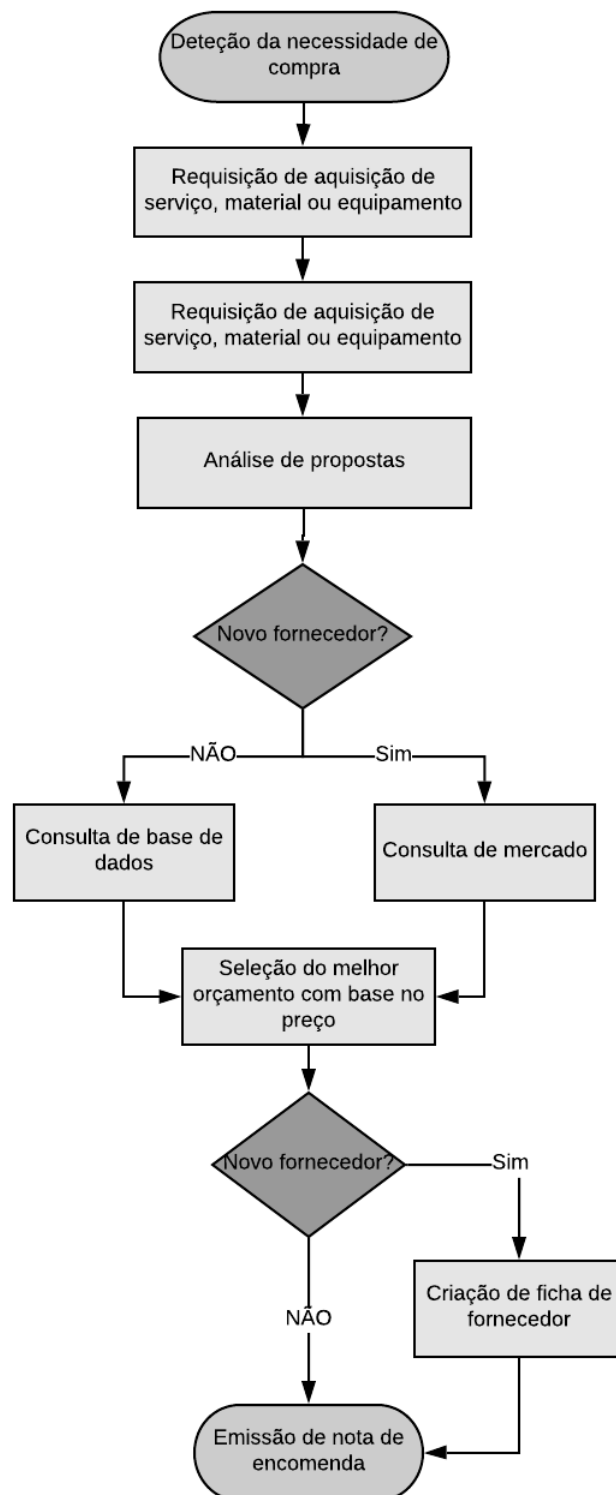 Deteção da necessidade de
compra
Requisição de aquisição de
serviço, material ou equipamento
Requisição de aquisição de
serviço, material ou equipamento
Análise de propostas
Novo fornecedor?
NÃO
Sim
Consulta de base de
dados
Consulta de mercado
Seleção do melhor
orçamento com base no
preço
Novo fornecedor?
Sim
Criação de ficha de
fornecedor
NÃO
Emissão de nota de
encomenda